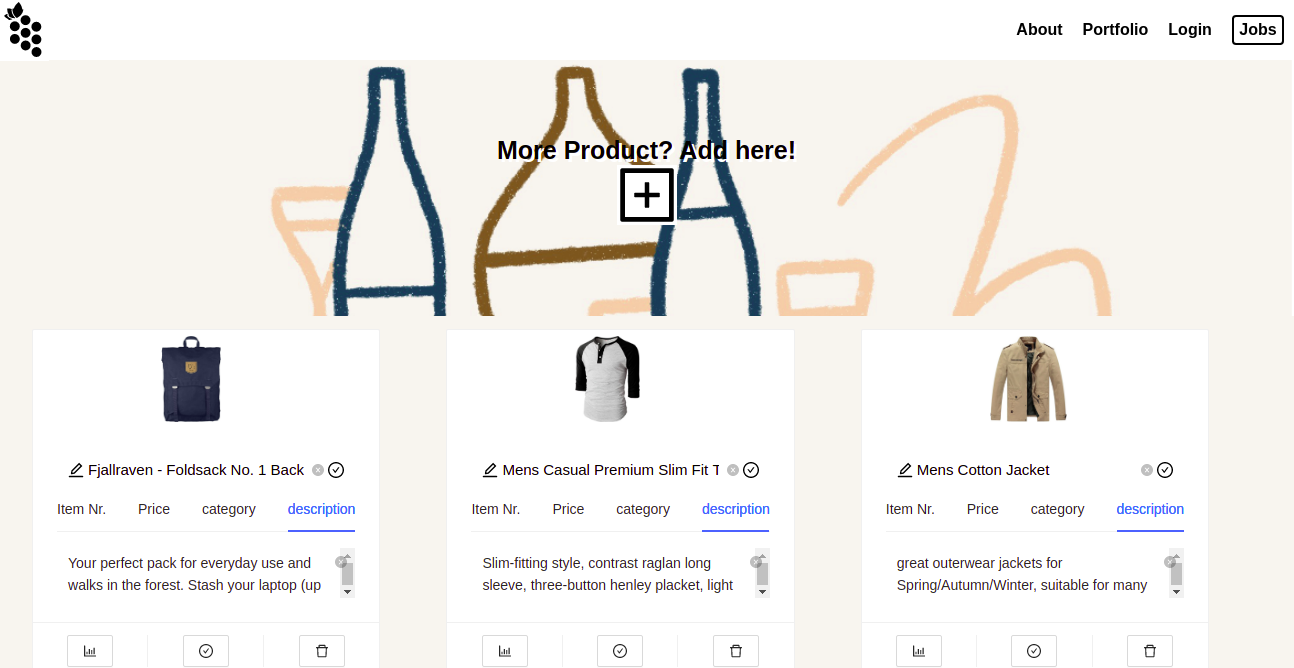 About Portfolio Login Jobs
More Product? Add here!
Fjallraven - Foldsack No. 1 Back
Item Nr. Price category description
Your perfect pack for everyday use and
walks in the forest. Stash your laptop (up
Mens Casual Premium Slim Fit T
Item Nr. Price category description
Slim-fitting style, contrast raglan long
sleeve, three-button henley placket, light
Mens Cotton Jacket
Item Nr. Price category description
great outerwear jackets for
Spring/Autumn/Winter, suitable for many